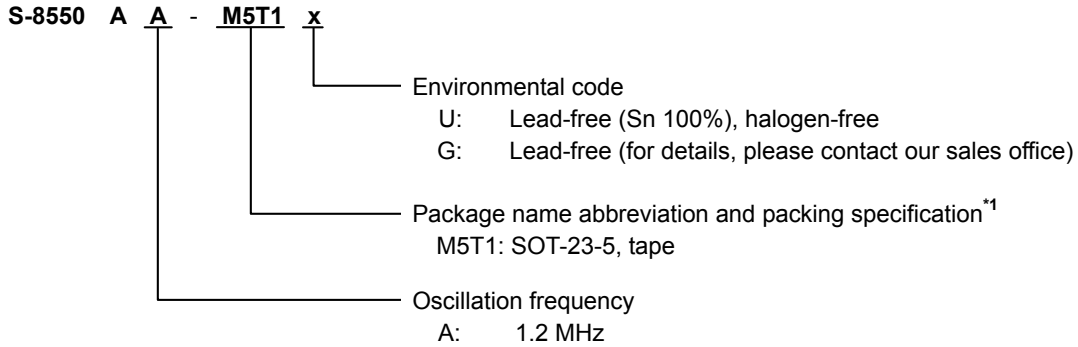 S-8550 A A - M5T1 x
Environmental code
U: Lead-free (Sn 100%), halogen-free
G: Lead-free (for details, please contact our sales office)
Package name abbreviation and packing specification*1
M5T1: SOT-23-5, tape
Oscillation frequency
A: 1.2 MHz